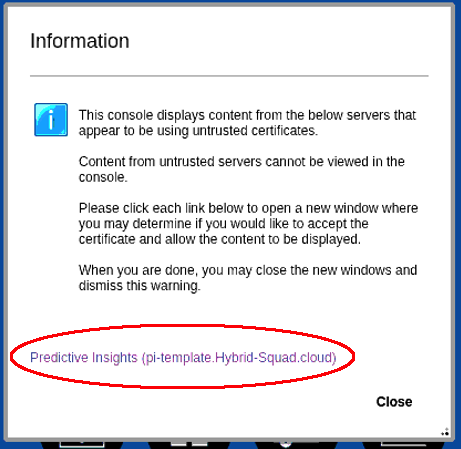 Information
This console displays content from the below servers that
appear to be using untrusted certificates.
Content from untrusted servers cannot be viewed in the
console.
Please click each link below to open a new window where
you may determine if you would like to accept the
certificate and allow the content to be displayed.
When you are done, you may close the new windows and
dismiss this warning.
Predictive Insights (pi-template.Hybrid-Squad.cloud)
Close